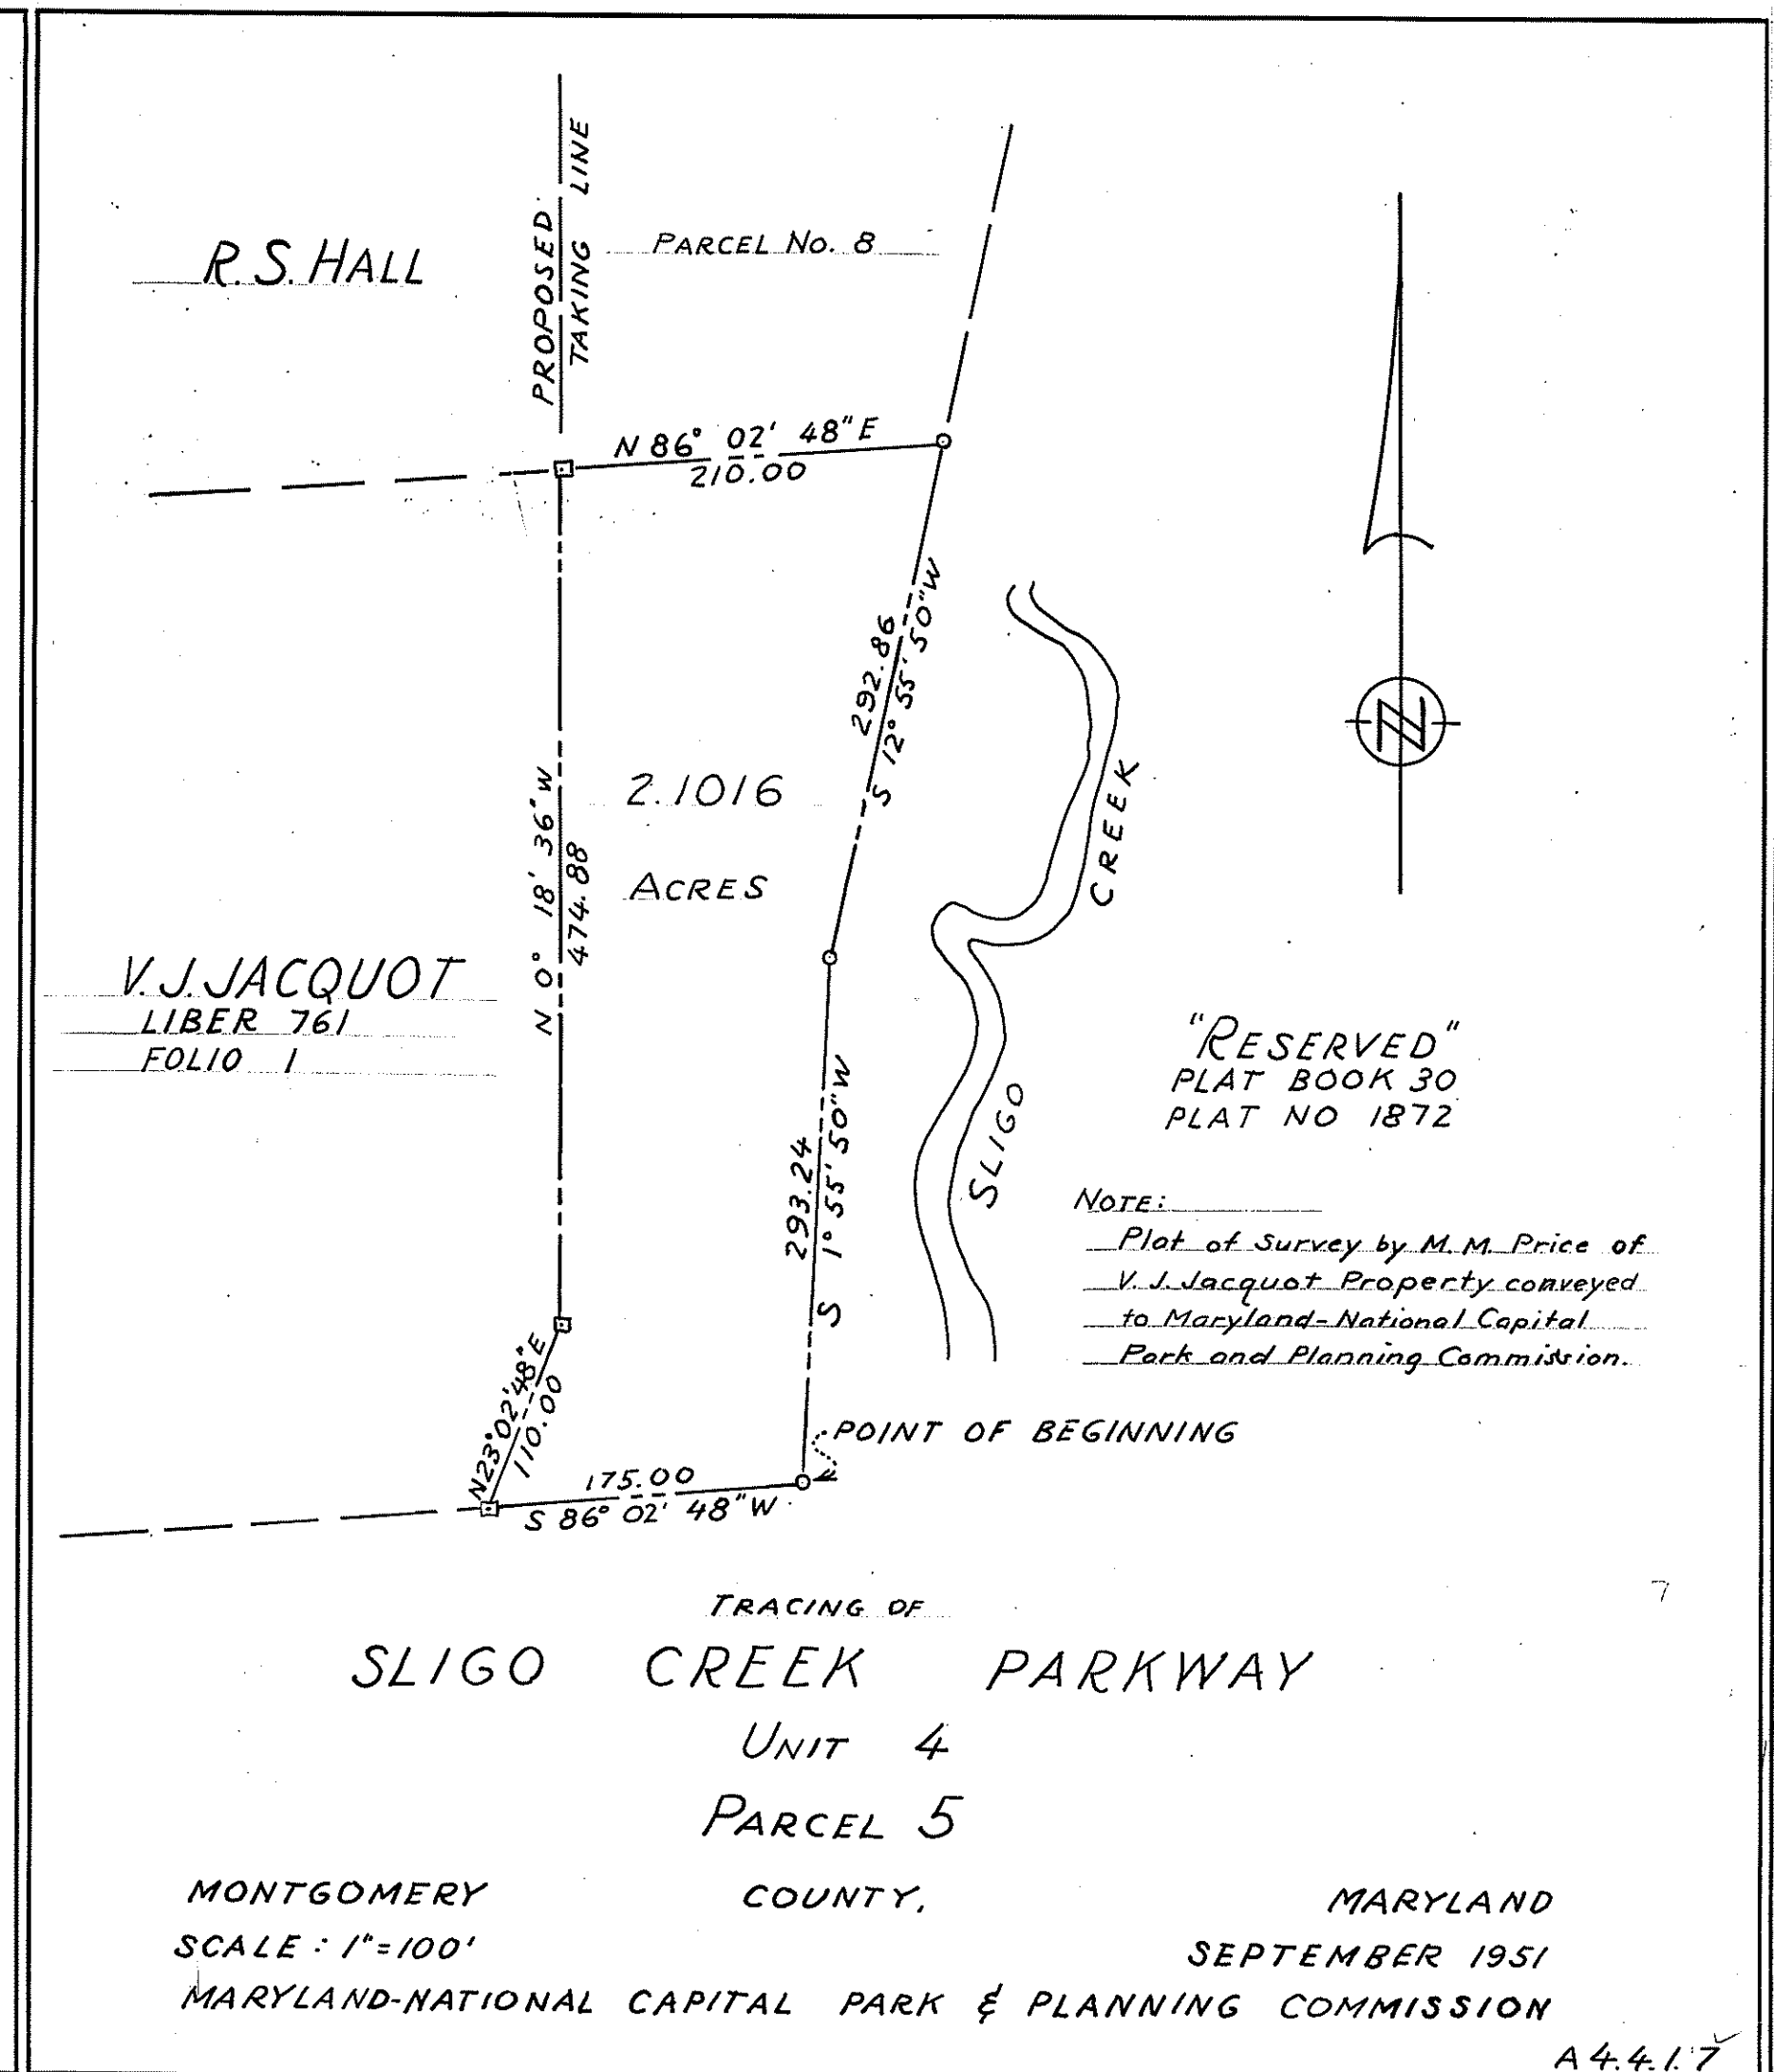 R.S. HALL
PROPOSED
TAKING LINE
PARCEL No. 8
N 86° 02' 48" E
210.00
292.86
S 12° 55' 50" W
N 0° 18' 36" W
474.88
2.1016
ACRES
CREEK
N
V.J. JACQUOT
LIBER 761
FOLIO 1
293.24
S 1° 55' 50" W
SLIGO
"RESERVED"
PLAT BOOK 30
PLAT NO 1872
NOTE:
Plat of Survey by M.M. Price of
V.J. Jacquot Property conveyed
to Maryland-National Capital
Park and Planning Commission.
N23°02'48"E
110.00
POINT OF BEGINNING
175.00
S 86° 02' 48" W
TRACING OF
7
SLIGO CREEK PARKWAY
UNIT 4
PARCEL 5
MONTGOMERY COUNTY, MARYLAND
SCALE : 1"=100' SEPTEMBER 1951
MARYLAND-NATIONAL CAPITAL PARK & PLANNING COMMISSION
A 4.4.1.7